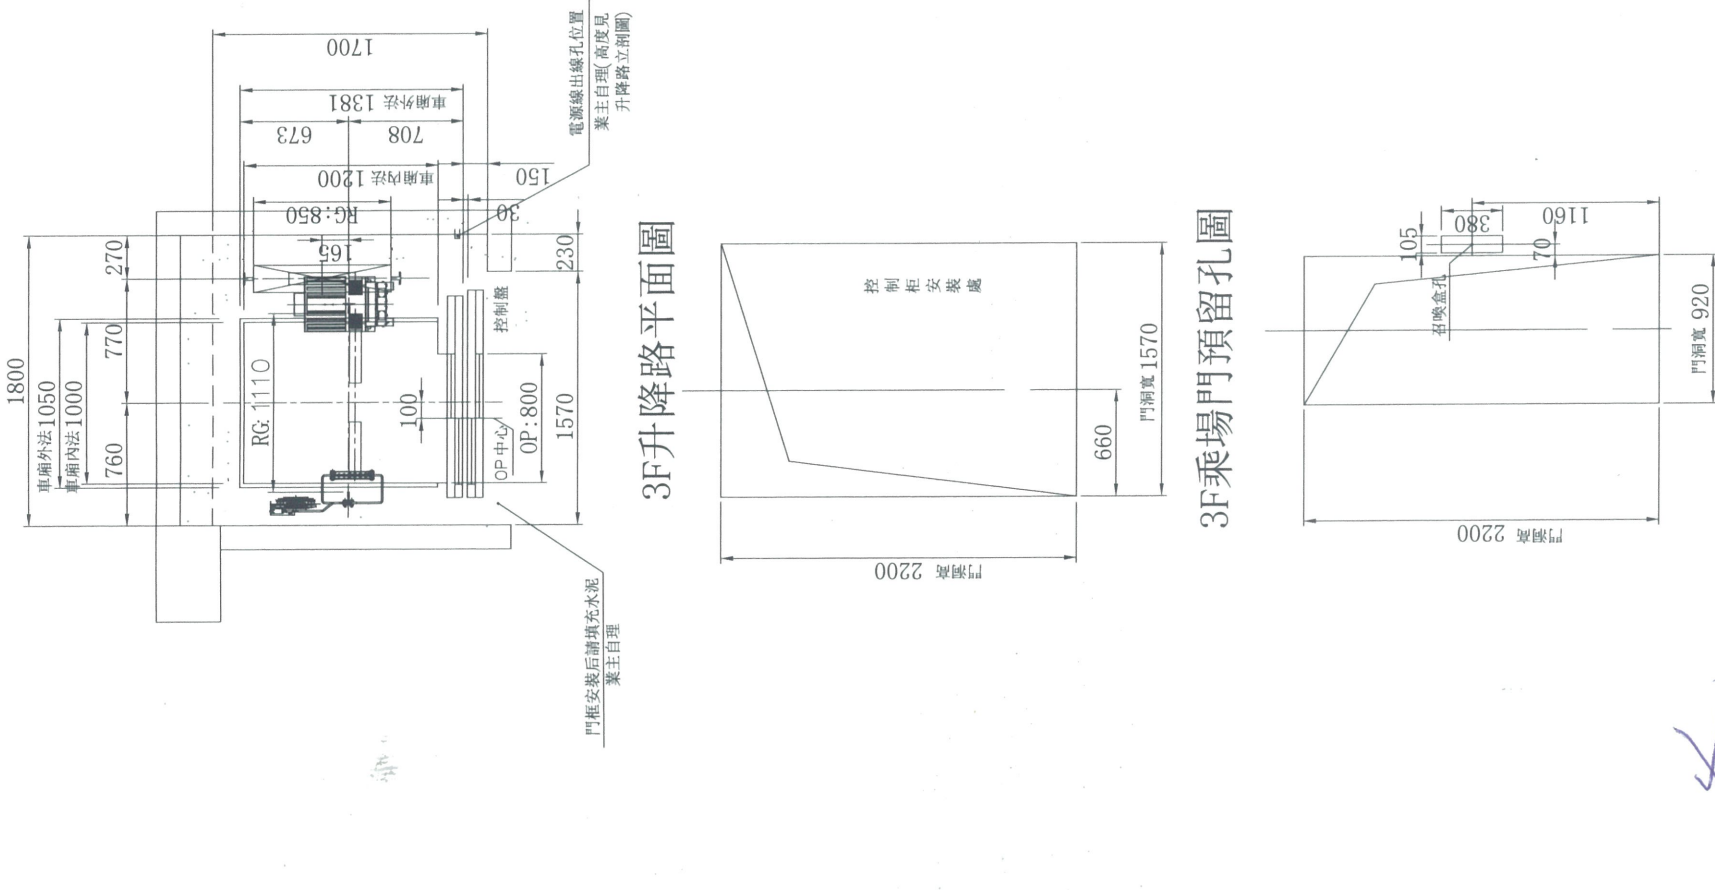 1800
車廂外法1050
車廂內法1000
760
770
270
1700
車廂外法 1381
673
708
車廂內法 1200
RG:850
165
150
30
230
RG:1110
100
OP中心
OP:800
1570
控制盤
電源線出線孔位置
業主自理(高度見
升降路立剖圖)
門框安裝后請填充水泥
業主自理
3F升降路平面圖
控制柜安裝處
門洞高 2200
660
門洞寬 1570
3F乘場門預留孔圖
105
380
1160
70
召喚盒孔
門洞高 2200
門洞寬 920